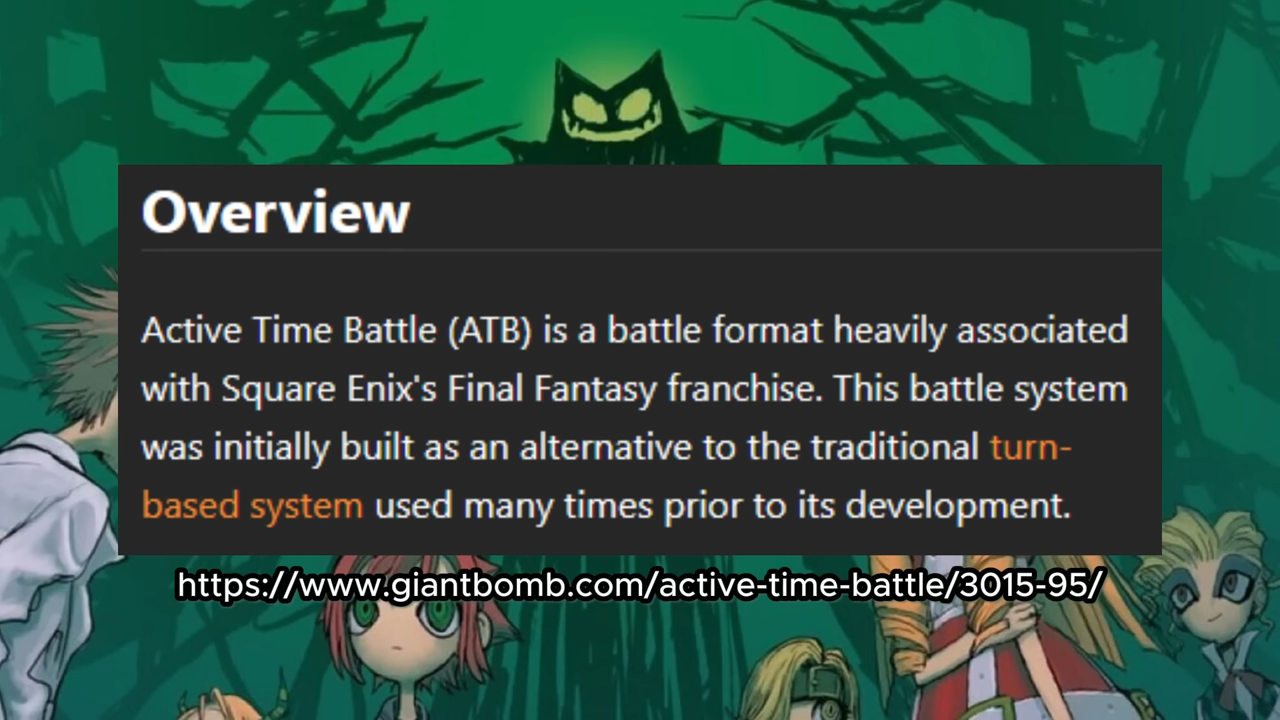 Overview
Active Time Battle (ATB) is a battle format heavily associated
with Square Enix's Final Fantasy franchise. This battle system
was initially built as an alternative to the traditional turn-
based system used many times prior to its development.
https://www.giantbomb.com/active-time-battle/3015-95/